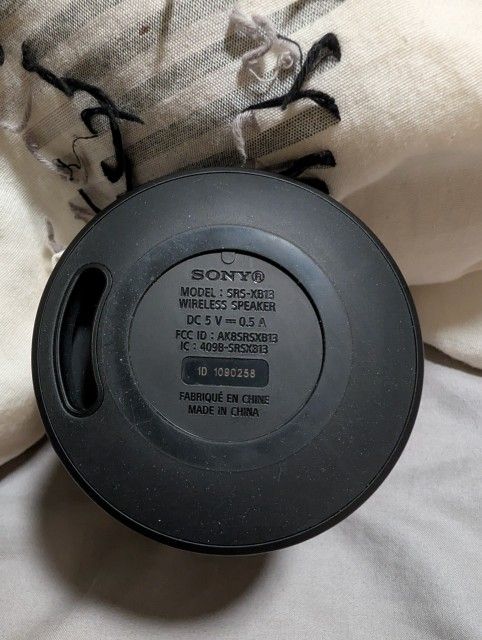 SONY®
MODEL : SRS-XB13
WIRELESS SPEAKER
DC 5 V ⎓ 0.5 A
FCC ID : AK8SRSXB13
IC : 409B-SRSXB13
ID 1090258
FABRIQUÉ EN CHINE
MADE IN CHINA